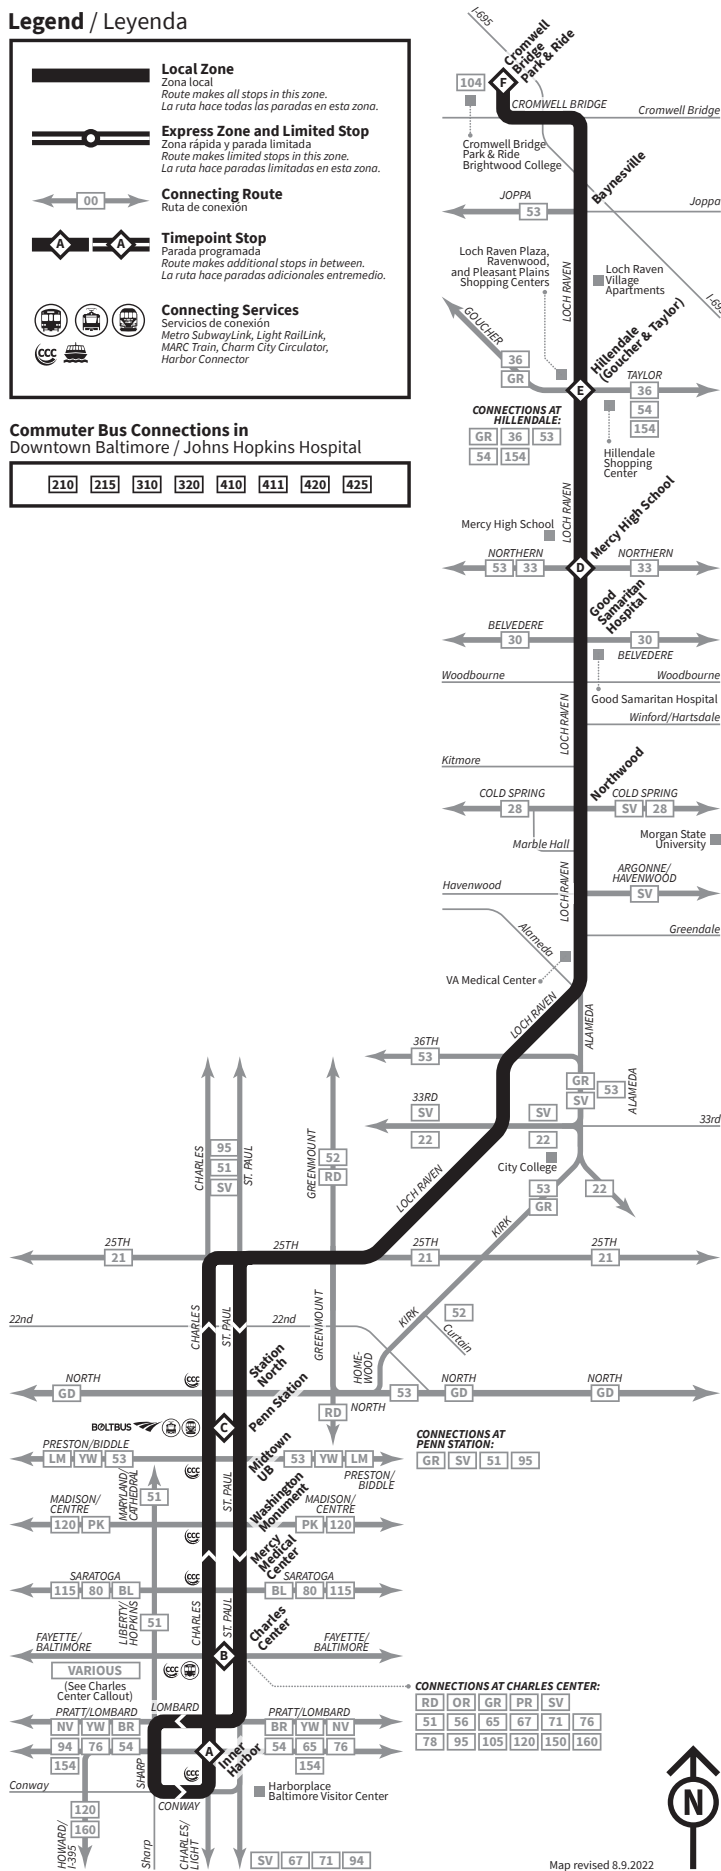 Legend / Leyenda
Local Zone
Zona local
Route makes all stops in this zone.
La ruta hace todas las paradas en esta zona.
Express Zone and Limited Stop
Zona rápida y parada limitada
Route makes limited stops in this zone.
La ruta hace paradas limitadas en esta zona.
00
Connecting Route
Ruta de conexión
A A
Timepoint Stop
Parada programada
Route makes additional stops in between.
La ruta hace paradas adicionales entremedio.
CCC
Connecting Services
Servicios de conexión
Metro SubwayLink, Light RailLink,
MARC Train, Charm City Circulator,
Harbor Connector
Commuter Bus Connections in
Downtown Baltimore / Johns Hopkins Hospital
210 215 310 320 410 411 420 425
I-695
Cromwell
Bridge
Park & Ride
F
104
CROMWELL BRIDGE
Cromwell Bridge
Cromwell Bridge
Park & Ride
Brightwood College
Baynesville
JOPPA
53
Joppa
Loch Raven Plaza,
Ravenwood,
and Pleasant Plains
Shopping Centers
LOCH RAVEN
Loch Raven
Village
Apartments
I-695
GOUCHER
36
GR
Hillendale
(Goucher & Taylor)
E
TAYLOR
36
54
154
CONNECTIONS AT
HILLENDALE:
GR 36 53
54 154
Hillendale
Shopping
Center
LOCH RAVEN
Mercy High School
Mercy High School
NORTHERN
53 33
D
NORTHERN
33
Good
Samaritan
Hospital
BELVEDERE
30
30
BELVEDERE
Woodbourne
Woodbourne
Good Samaritan Hospital
LOCH RAVEN
Winford/Hartsdale
Kitmore
Northwood
COLD SPRING
28
COLD SPRING
SV 28
Marble Hall
Morgan State
University
LOCH RAVEN
Havenwood
ARGONNE/
HAVENWOOD
SV
Alameda
Greendale
VA Medical Center
LOCH RAVEN
ALAMEDA
36TH
53
GR
SV
53
ALAMEDA
33RD
SV
22
SV
22
33rd
City College
CHARLES
95
51
SV
ST. PAUL
GREENMOUNT
52
RD
LOCH RAVEN
53
GR
22
KIRK
25TH
21
25TH
25TH
21
25TH
21
22nd
CHARLES
ST. PAUL
22nd
GREENMOUNT
KIRK
52
Curtain
Station
North
HOME-
WOOD
CCC
NORTH
GD
53
NORTH
GD
NORTH
GD
RD
NORTH
BOLTBUS
C
Penn Station
CONNECTIONS AT
PENN STATION:
GR SV 51 95
PRESTON/BIDDLE
LM YW 53
Midtown
UB
53 YW LM
PRESTON/
BIDDLE
CCC
MARYLAND/
CATHEDRAL
51
ST. PAUL
Washington
Monument
MADISON/
CENTRE
120 PK
MADISON/
CENTRE
PK 120
CCC
Mercy
Medical
Center
CCC
SARATOGA
115 80 BL
SARATOGA
BL 80 115
LIBERTY/
HOPKINS
51
CHARLES
ST. PAUL
Charles
Center
FAYETTE/
BALTIMORE
B
FAYETTE/
BALTIMORE
VARIOUS
(See Charles
Center Callout)
CCC
CONNECTIONS AT CHARLES CENTER:
RD OR GR PR SV
51 56 65 67 71 76
78 95 105 120 150 160
PRATT/LOMBARD
NV YW BR
94 76 54
154
LOMBARD
PRATT/LOMBARD
BR YW NV
54 65 76
154
A
Inner
Harbor
SHARP
CCC
Conway
CONWAY
Harborplace
Baltimore Visitor Center
120
160
HOWARD/
I-395
Sharp
CHARLES/
LIGHT
SV 67 71 94
N
Map revised 8.9.2022